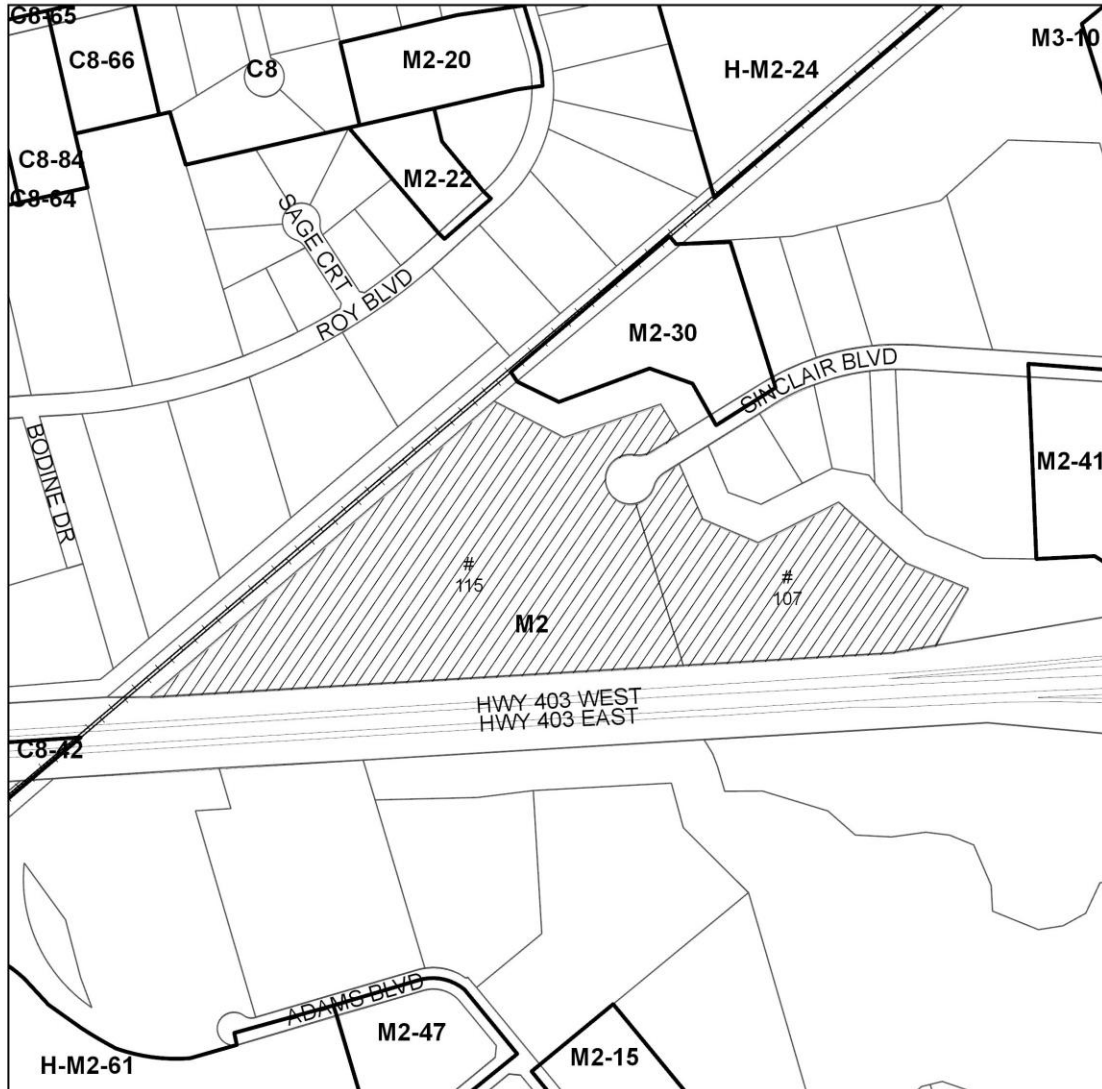 C8-65
C8-66
C8
M2-20
H-M2-24
M3-10
C8-84
C8-64
M2-22
SAGE CRT
ROY BLVD
M2-30
SINCLAIR BLVD
BODINE DR
M2-41
#
115
#
107
M2
HWY 403 WEST
HWY 403 EAST
C8-42
ADAMS BLVD
M2-47
M2-15
H-M2-61